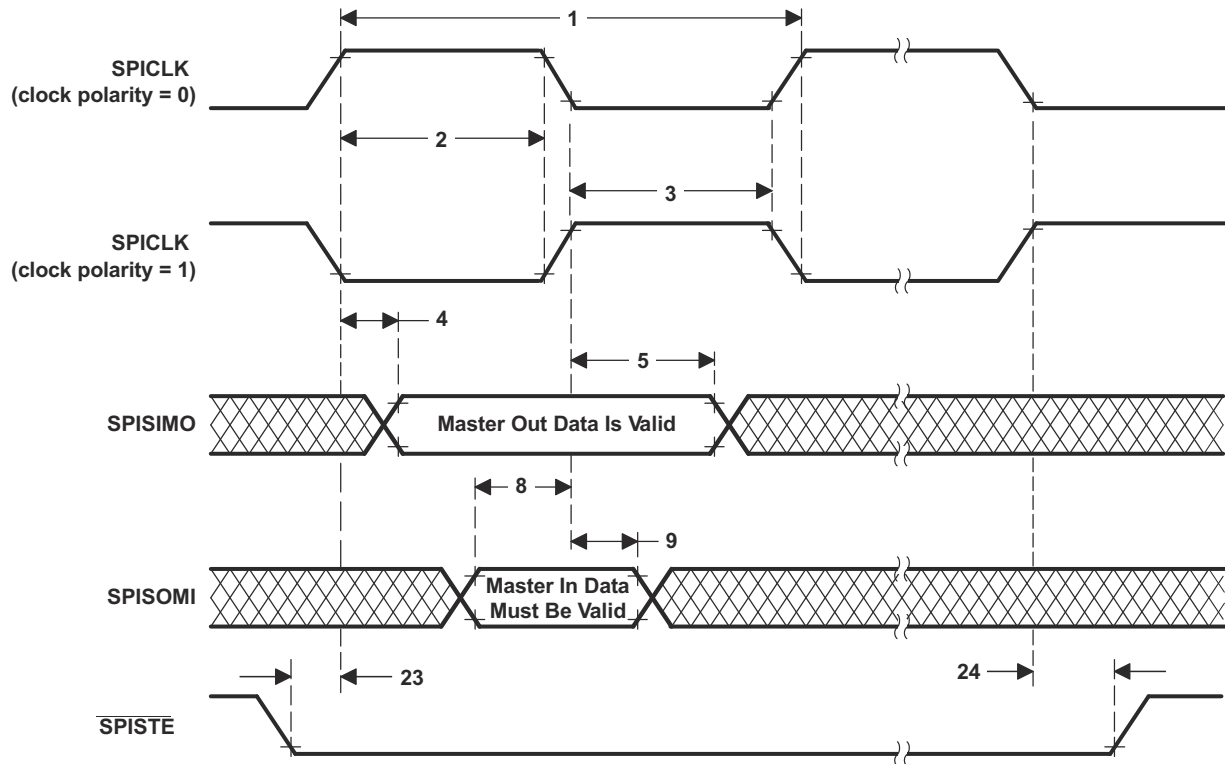 1
SPICLK
(clock polarity = 0)
2
3
SPICLK
(clock polarity = 1)
4
5
SPISIMO
Master Out Data Is Valid
8
9
SPISOMI
Master In Data
Must Be Valid
23
24
SPISTE